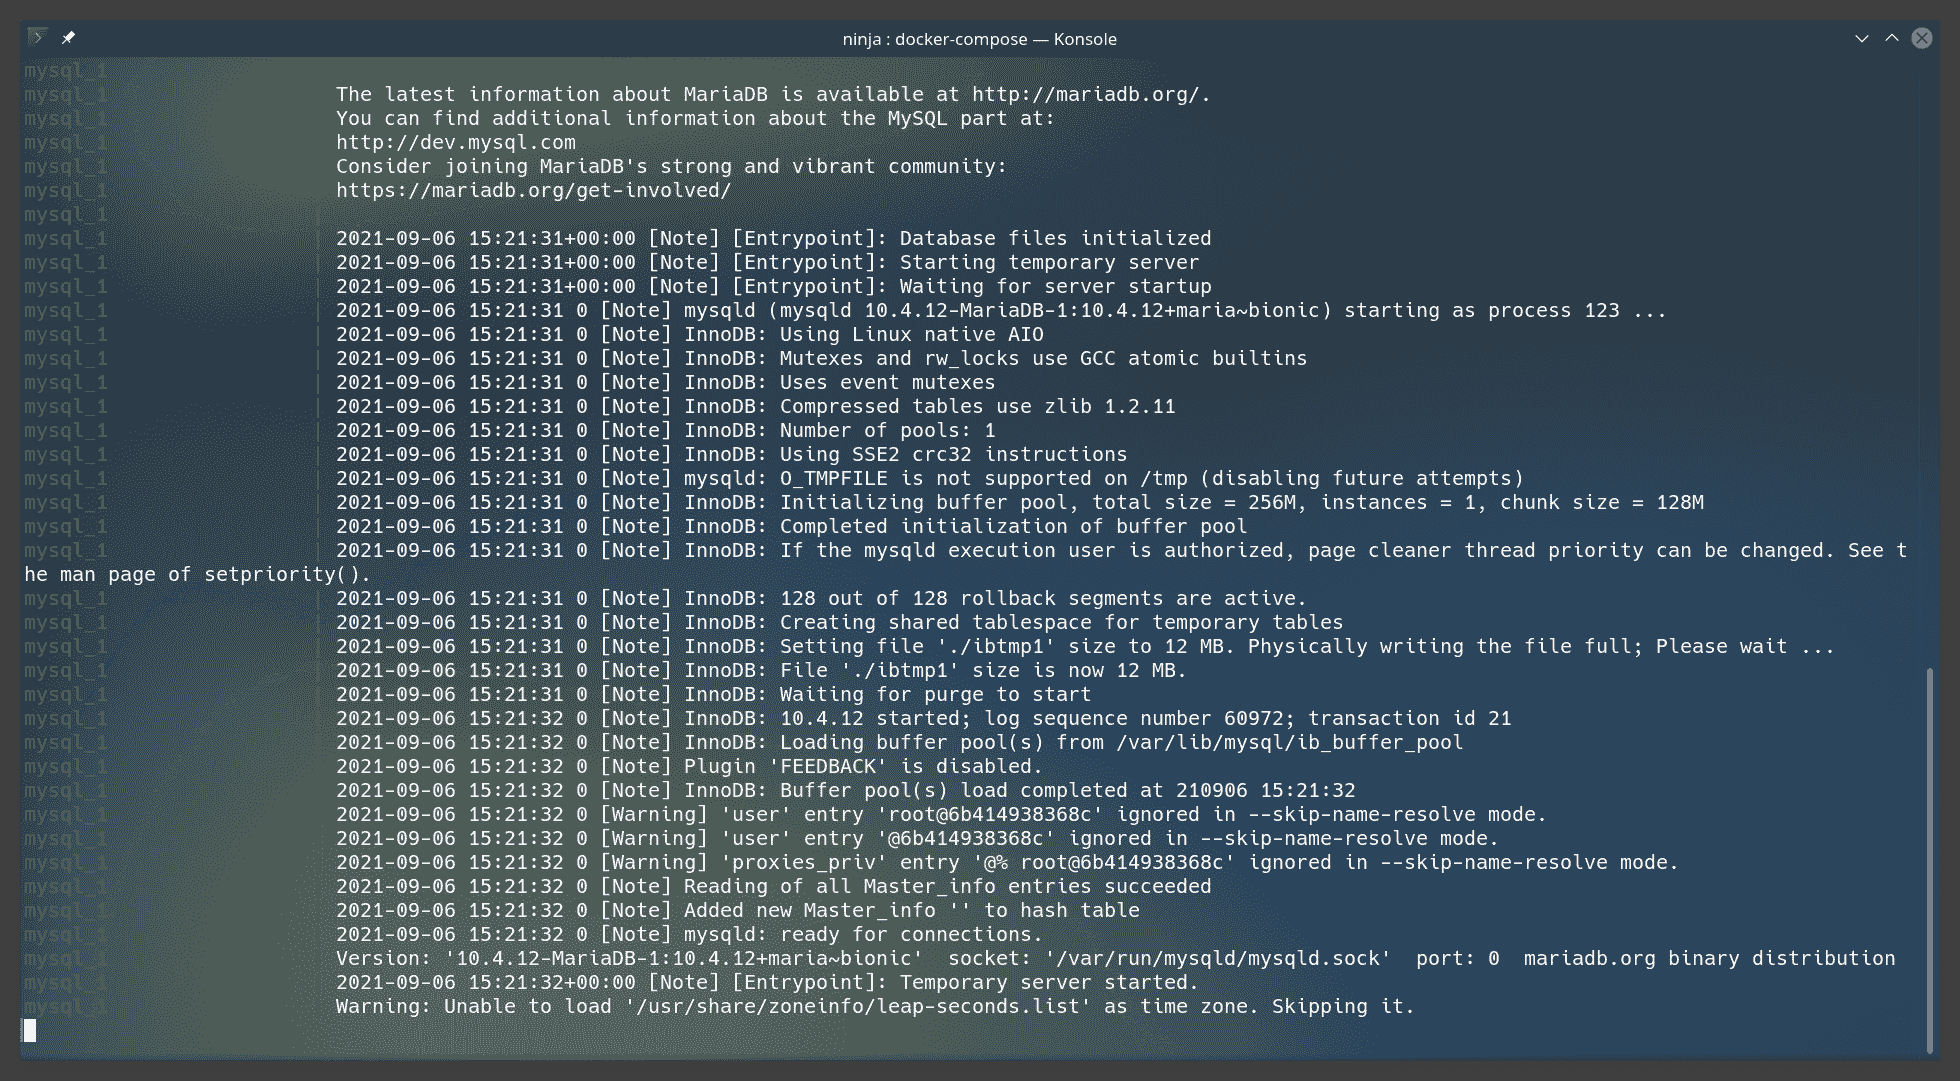 ninja : docker-compose — Konsole
mysql_1
mysql_1 The latest information about MariaDB is available at http://mariadb.org/.
mysql_1 You can find additional information about the MySQL part at:
mysql_1 http://dev.mysql.com
mysql_1 Consider joining MariaDB's strong and vibrant community:
mysql_1 https://mariadb.org/get-involved/
mysql_1
mysql_1 | 2021-09-06 15:21:31+00:00 [Note] [Entrypoint]: Database files initialized
mysql_1 | 2021-09-06 15:21:31+00:00 [Note] [Entrypoint]: Starting temporary server
mysql_1 | 2021-09-06 15:21:31+00:00 [Note] [Entrypoint]: Waiting for server startup
mysql_1 | 2021-09-06 15:21:31 0 [Note] mysqld (mysqld 10.4.12-MariaDB-1:10.4.12+maria~bionic) starting as process 123 ...
mysql_1 | 2021-09-06 15:21:31 0 [Note] InnoDB: Using Linux native AIO
mysql_1 | 2021-09-06 15:21:31 0 [Note] InnoDB: Mutexes and rw_locks use GCC atomic builtins
mysql_1 | 2021-09-06 15:21:31 0 [Note] InnoDB: Uses event mutexes
mysql_1 | 2021-09-06 15:21:31 0 [Note] InnoDB: Compressed tables use zlib 1.2.11
mysql_1 | 2021-09-06 15:21:31 0 [Note] InnoDB: Number of pools: 1
mysql_1 | 2021-09-06 15:21:31 0 [Note] InnoDB: Using SSE2 crc32 instructions
mysql_1 | 2021-09-06 15:21:31 0 [Note] mysqld: O_TMPFILE is not supported on /tmp (disabling future attempts)
mysql_1 | 2021-09-06 15:21:31 0 [Note] InnoDB: Initializing buffer pool, total size = 256M, instances = 1, chunk size = 128M
mysql_1 | 2021-09-06 15:21:31 0 [Note] InnoDB: Completed initialization of buffer pool
mysql_1 | 2021-09-06 15:21:31 0 [Note] InnoDB: If the mysqld execution user is authorized, page cleaner thread priority can be changed. See t
he man page of setpriority().
mysql_1 | 2021-09-06 15:21:31 0 [Note] InnoDB: 128 out of 128 rollback segments are active.
mysql_1 | 2021-09-06 15:21:31 0 [Note] InnoDB: Creating shared tablespace for temporary tables
mysql_1 | 2021-09-06 15:21:31 0 [Note] InnoDB: Setting file './ibtmp1' size to 12 MB. Physically writing the file full; Please wait ...
mysql_1 | 2021-09-06 15:21:31 0 [Note] InnoDB: File './ibtmp1' size is now 12 MB.
mysql_1 | 2021-09-06 15:21:31 0 [Note] InnoDB: Waiting for purge to start
mysql_1 2021-09-06 15:21:32 0 [Note] InnoDB: 10.4.12 started; log sequence number 60972; transaction id 21
mysql_1 2021-09-06 15:21:32 0 [Note] InnoDB: Loading buffer pool(s) from /var/lib/mysql/ib_buffer_pool
mysql_1 2021-09-06 15:21:32 0 [Note] Plugin 'FEEDBACK' is disabled.
mysql_1 2021-09-06 15:21:32 0 [Note] InnoDB: Buffer pool(s) load completed at 210906 15:21:32
mysql_1 2021-09-06 15:21:32 0 [Warning] 'user' entry 'root@6b414938368c' ignored in --skip-name-resolve mode.
mysql_1 2021-09-06 15:21:32 0 [Warning] 'user' entry '@6b414938368c' ignored in --skip-name-resolve mode.
mysql_1 2021-09-06 15:21:32 0 [Warning] 'proxies_priv' entry '@% root@6b414938368c' ignored in --skip-name-resolve mode.
mysql_1 2021-09-06 15:21:32 0 [Note] Reading of all Master_info entries succeeded
mysql_1 2021-09-06 15:21:32 0 [Note] Added new Master_info '' to hash table
mysql_1 2021-09-06 15:21:32 0 [Note] mysqld: ready for connections.
mysql_1 Version: '10.4.12-MariaDB-1:10.4.12+maria~bionic'  socket: '/var/run/mysqld/mysqld.sock'  port: 0  mariadb.org binary distribution
mysql_1 2021-09-06 15:21:32+00:00 [Note] [Entrypoint]: Temporary server started.
mysql_1 Warning: Unable to load '/usr/share/zoneinfo/leap-seconds.list' as time zone. Skipping it.